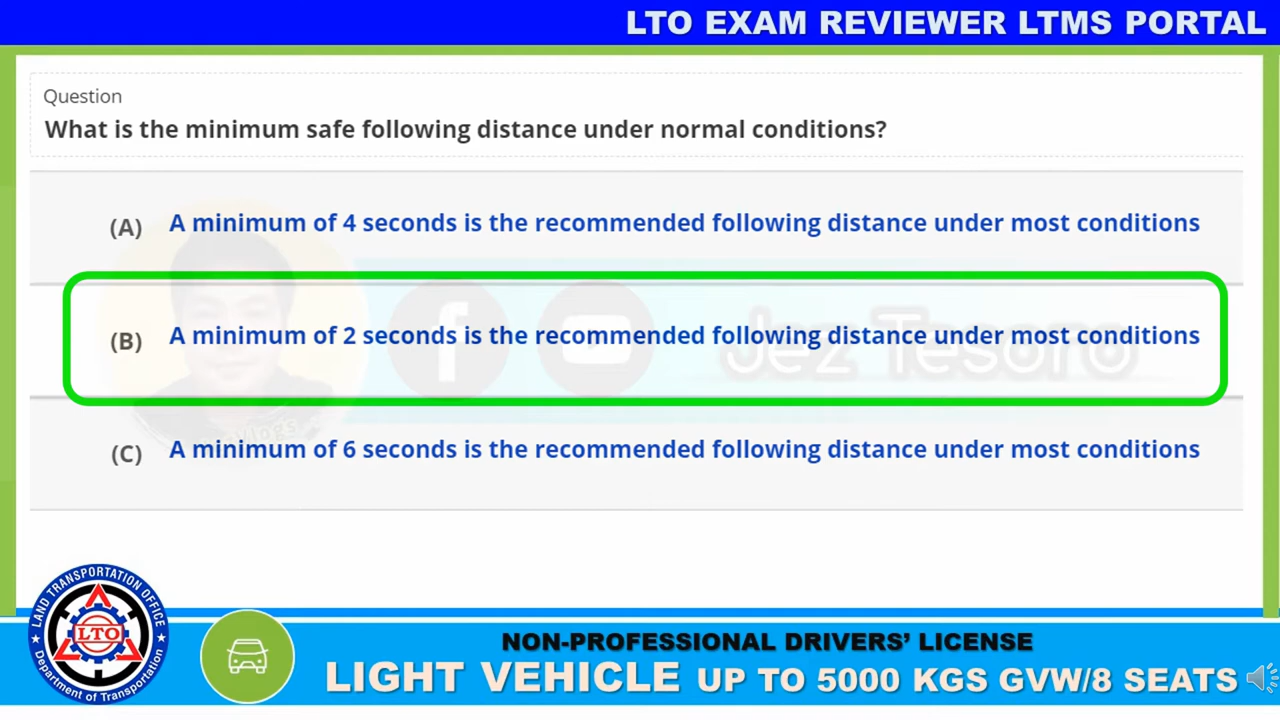 LTO EXAM REVIEWER LTMS PORTAL
Question
What is the minimum safe following distance under normal conditions?
(A) A minimum of 4 seconds is the recommended following distance under most conditions
(B) A minimum of 2 seconds is the recommended following distance under most conditions
f Jez Tesoro
vlogs
(C) A minimum of 6 seconds is the recommended following distance under most conditions
LAND TRANSPORTATION OFFICE
LTO
Department of Transportation
NON-PROFESSIONAL DRIVERS’ LICENSE
LIGHT VEHICLE UP TO 5000 KGS GVW/8 SEATS